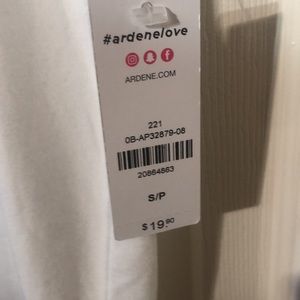 #ardenelove
ARDENE.COM
221
0B-AP32879-08
20864863
S/P
$19.90